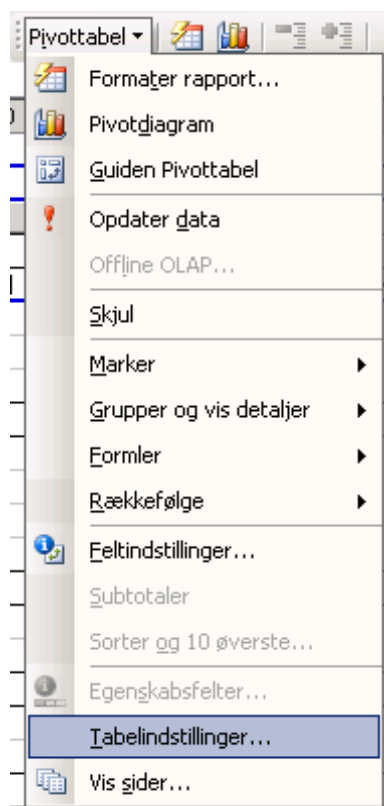 Pivottabel
Formater rapport...
Pivotdiagram
Guiden Pivottabel
Opdater data
Offline OLAP...
Skjul
Marker
Grupper og vis detaljer
Formler
Rækkefølge
Feltindstillinger...
Subtotaler
Sorter og 10 øverste...
Egenskabsfelter...
Tabelindstillinger...
Vis sider...